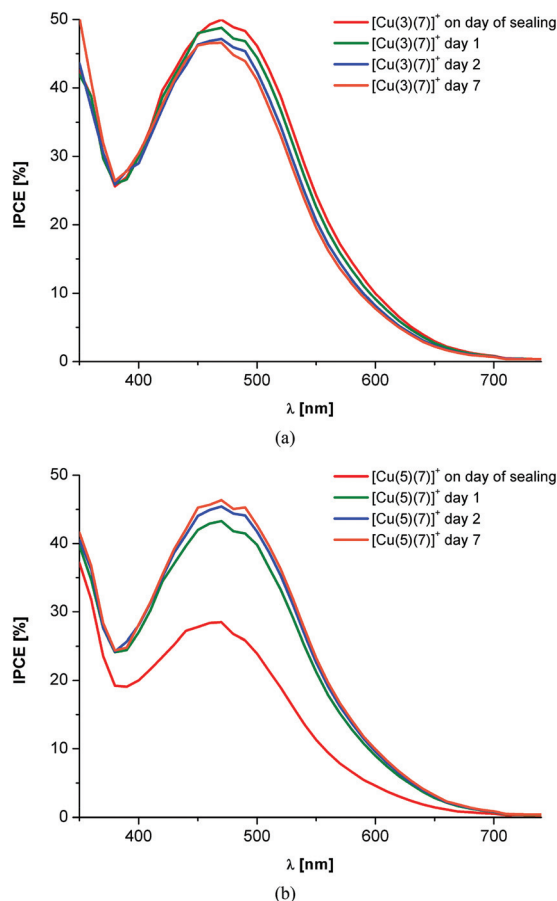 [Cu(3)(7)]⁺ on day of sealing
[Cu(3)(7)]⁺ day 1
[Cu(3)(7)]⁺ day 2
[Cu(3)(7)]⁺ day 7
IPCE [%]
50
40
30
20
10
0
400 500 600 700
λ [nm]
(a)
[Cu(5)(7)]⁺ on day of sealing
[Cu(5)(7)]⁺ day 1
[Cu(5)(7)]⁺ day 2
[Cu(5)(7)]⁺ day 7
IPCE [%]
50
40
30
20
10
0
400 500 600 700
λ [nm]
(b)